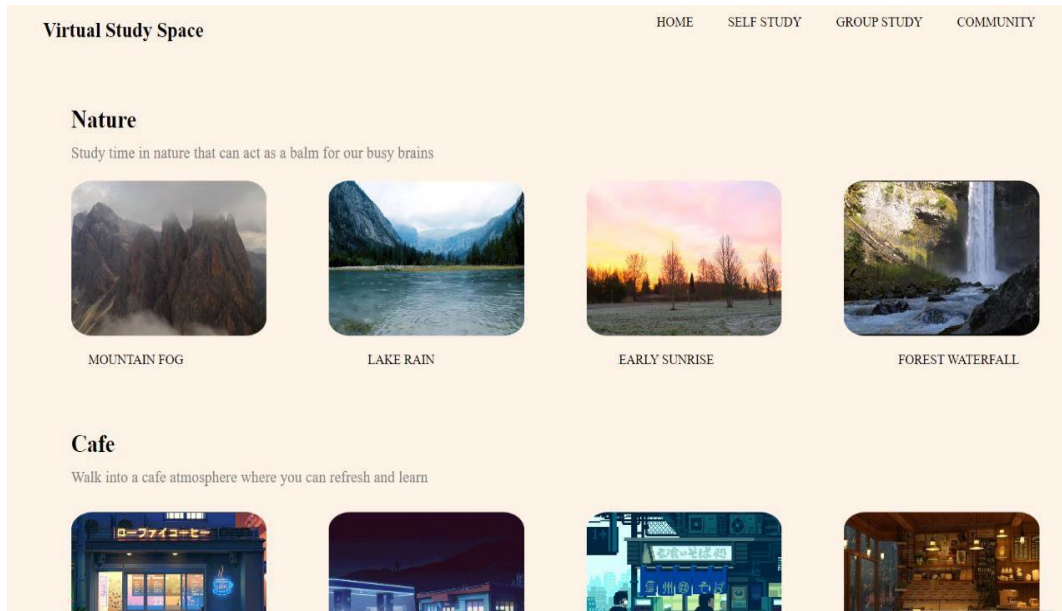 Virtual Study Space
HOME SELF STUDY GROUP STUDY COMMUNITY
Nature
Study time in nature that can act as a balm for our busy brains
MOUNTAIN FOG LAKE RAIN EARLY SUNRISE FOREST WATERFALL
Cafe
Walk into a cafe atmosphere where you can refresh and learn
ローファイコーヒー